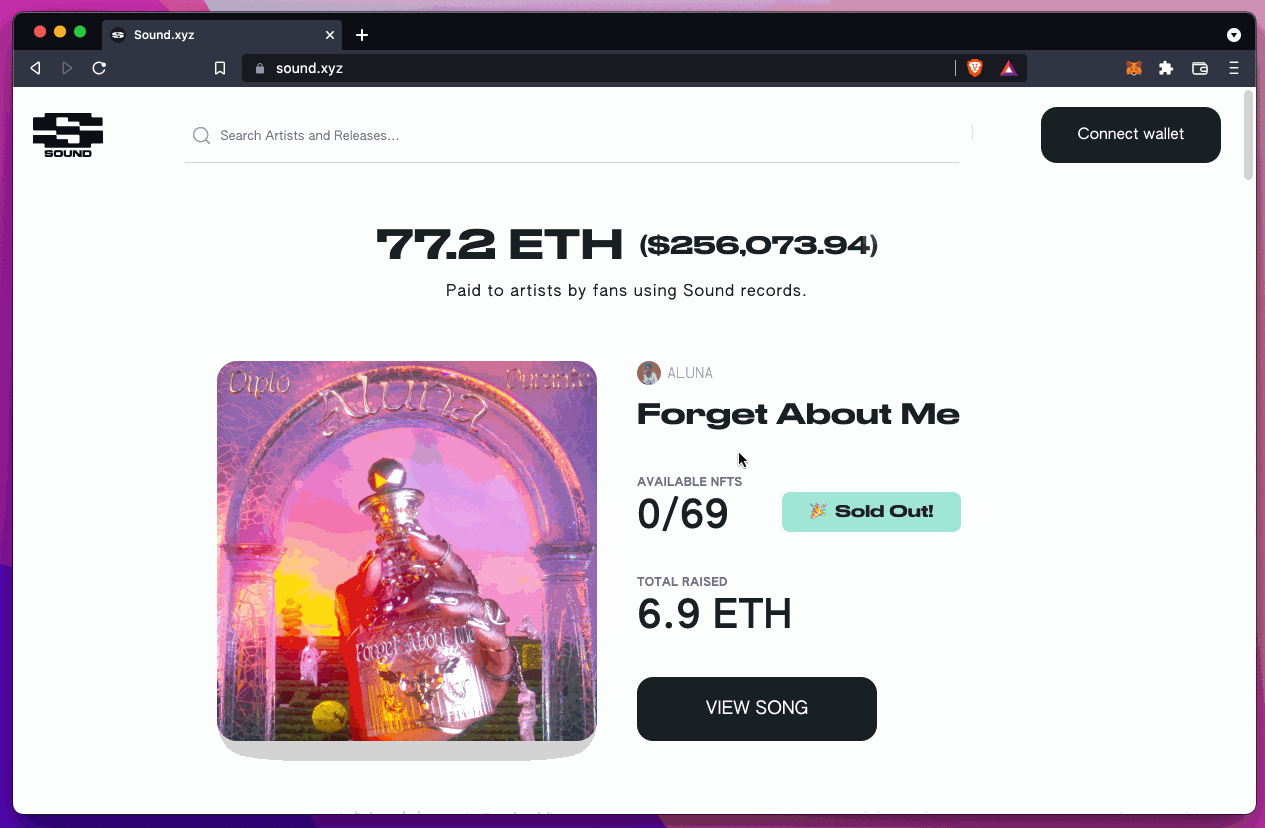 Sound.xyz
sound.xyz
SOUND
Search Artists and Releases...
Connect wallet
77.2 ETH ($256,073.94)
Paid to artists by fans using Sound records.
Diplo
Durante
Aluna
Forget About Me
ALUNA
Forget About Me
AVAILABLE NFTS
0/69
🎉 Sold Out!
TOTAL RAISED
6.9 ETH
VIEW SONG